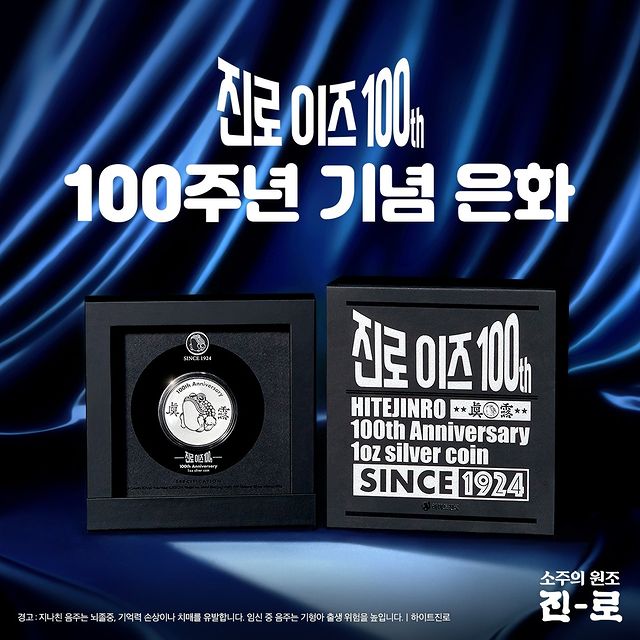 진로 이즈 100th
100주년 기념 은화
SINCE 1924
100th Anniversary
眞 露
진로 이즈 100th
100th Anniversary
1oz silver coin
SPECIFICATION
진로 이즈 100th
HITEJINRO ★★ 眞 露 ★★
100th Anniversary
1oz silver coin
SINCE 1924
소주의 원조
진-로
경고 : 지나친 음주는 뇌졸중, 기억력 손상이나 치매를 유발합니다. 임신 중 음주는 기형아 출생 위험을 높입니다. | 하이트진로